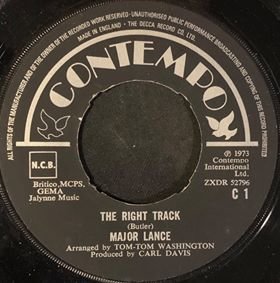 ALL RIGHTS OF THE MANUFACTURER AND OF THE OWNER OF THE RECORDED WORK RESERVED-UNAUTHORISED PUBLIC PERFORMANCE BROADCASTING AND COPYING OF THIS RECORD PROHIBITED
MADE IN ENGLAND THE DECCA RECORD CO. LTD.
CONTEMPO
N.C.B.
Britico, MCPS,
GEMA
Jalynne Music
℗ 1973
Contempo
International
Ltd.
ZXDR 52796
C 1
THE RIGHT TRACK
(Butler)
MAJOR LANCE
Arranged by TOM-TOM WASHINGTON
Produced by CARL DAVIS